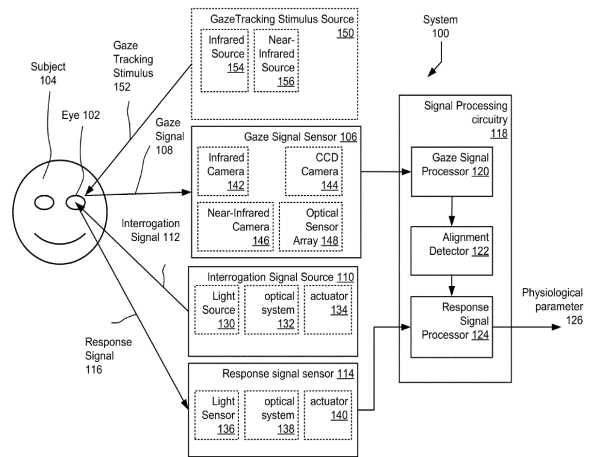 GazeTracking Stimulus Source
150
Infrared
Source
154
Near-
Infrared
Source
156
System
100
Gaze
Tracking
Stimulus
152
Subject
104
Eye 102
Gaze
Signal
108
Gaze Signal Sensor 106
Infrared
Camera
142
CCD
Camera
144
Near-Infrared
Camera
146
Optical
Sensor
Array 148
Signal Processing
circuitry
118
Gaze Signal
Processor 120
Alignment
Detector 122
Response
Signal
Processor 124
Physiological
parameter
126
Interrogation
Signal 112
Interrogation Signal Source 110
Light
Source
130
optical
system
132
actuator
134
Response
Signal
116
Response signal sensor 114
Light
Sensor
136
optical
system
138
actuator
140